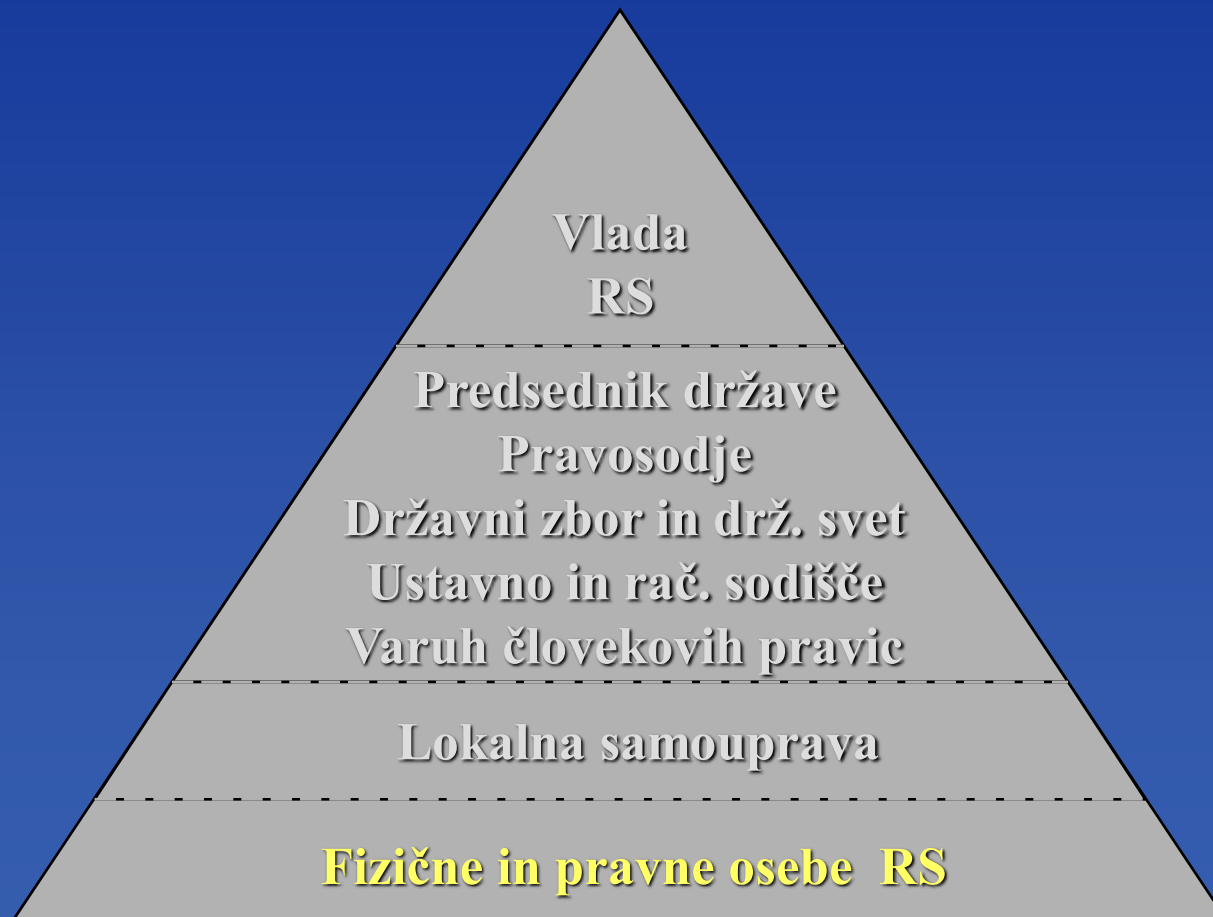 Vlada
RS
Predsednik države
Pravosodje
Državni zbor in drž. svet
Ustavno in rač. sodišče
Varuh človekovih pravic
Lokalna samouprava
Fizične in pravne osebe RS